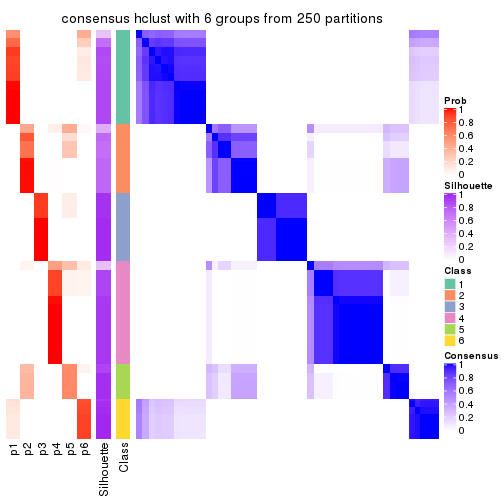 consensus hclust with 6 groups from 250 partitions
Prob
1
0.8
0.6
0.4
0.2
0
Silhouette
1
0.8
0.6
0.4
0.2
0
Class
1
2
3
4
5
6
Consensus
1
0.8
0.6
0.4
0.2
0
p1
p2
p3
p4
p5
p6
Silhouette
Class